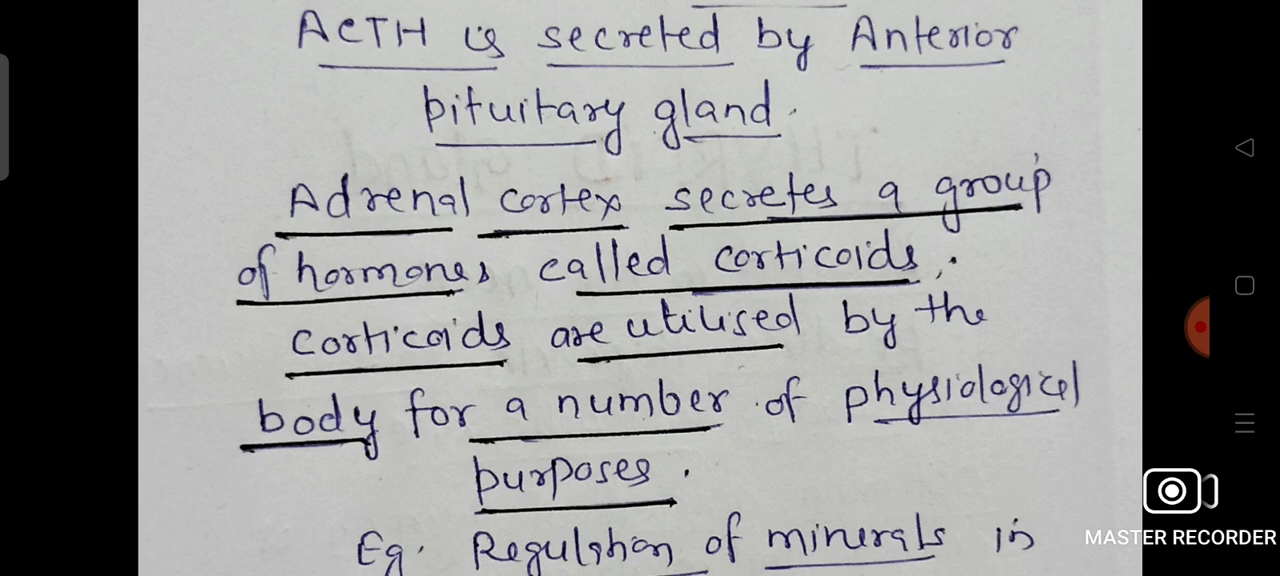 ACTH is secreted by Anterior
pituitary gland.
Adrenal cortex secretes a group
of hormones called corticoids.
corticoids are utilised by the
body for a number of physiological
purposes.
Eg. Regulation of minerals in
MASTER RECORDER